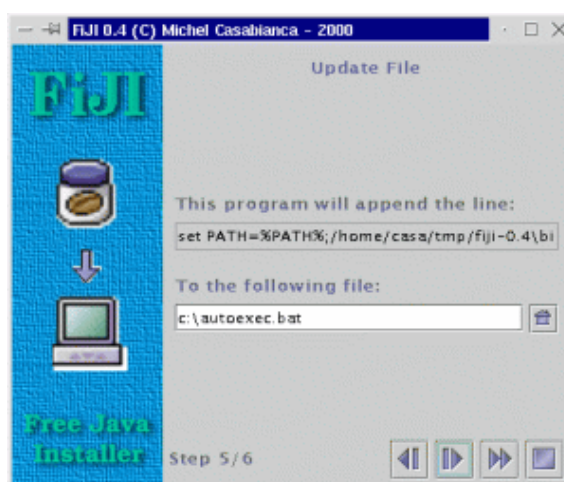 FiJI 0.4 (C) Michel Casabianca - 2000
FiJI
Update File
This program will append the line:
set PATH=%PATH%;/home/casa/tmp/fiji-0.4\bi
To the following file:
c:\autoexec.bat
Free Java
Installer
Step 5/6